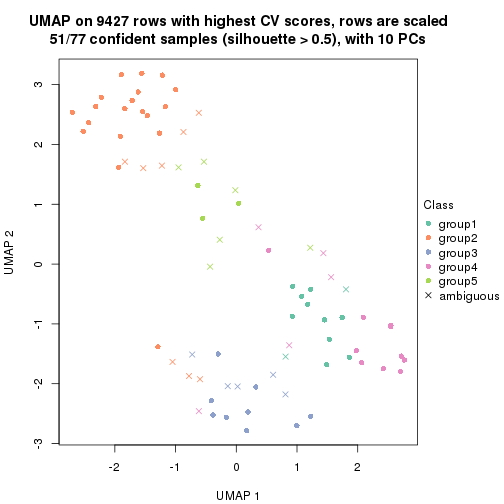 UMAP on 9427 rows with highest CV scores, rows are scaled
51/77 confident samples (silhouette > 0.5), with 10 PCs
UMAP 2
3
2
1
0
-1
-2
-3
-2
-1
0
1
2
UMAP 1
Class
group1
group2
group3
group4
group5
ambiguous